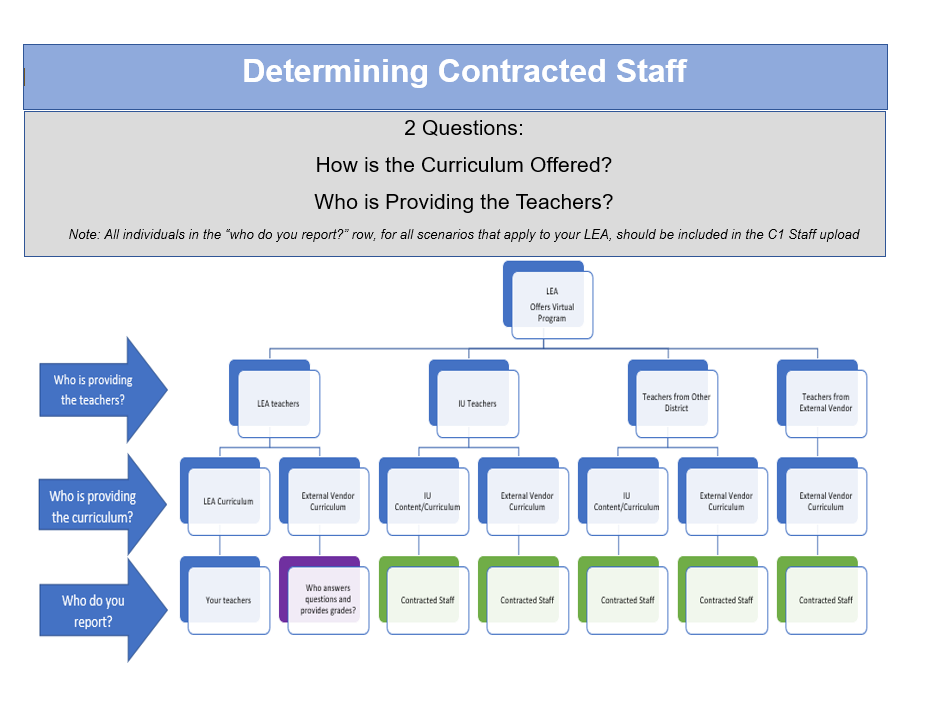 Determining Contracted Staff
2 Questions:
How is the Curriculum Offered?
Who is Providing the Teachers?
Note: All individuals in the “who do you report?” row, for all scenarios that apply to your LEA, should be included in the C1 Staff upload
LEA
Offers Virtual
Program
Who is providing
the teachers?
LEA teachers
IU Teachers
Teachers from Other
District
Teachers from
External Vendor
Who is providing
the curriculum?
LEA Curriculum
External Vendor
Curriculum
IU
Content/Curriculum
External Vendor
Curriculum
IU
Content/Curriculum
External Vendor
Curriculum
External Vendor
Curriculum
Who do you
report?
Your teachers
Who answers
questions and
provides grades?
Contracted Staff
Contracted Staff
Contracted Staff
Contracted Staff
Contracted Staff